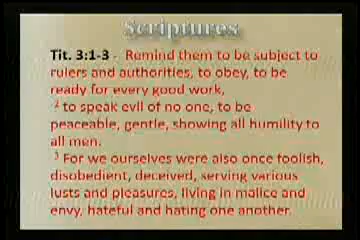 Scriptures
Tit. 3:1-3 - Remind them to be subject to
rulers and authorities, to obey, to be
ready for every good work,
2 to speak evil of no one, to be
peaceable, gentle, showing all humility to
all men.
3 For we ourselves were also once foolish,
disobedient, deceived, serving various
lusts and pleasures, living in malice and
envy, hateful and hating one another.